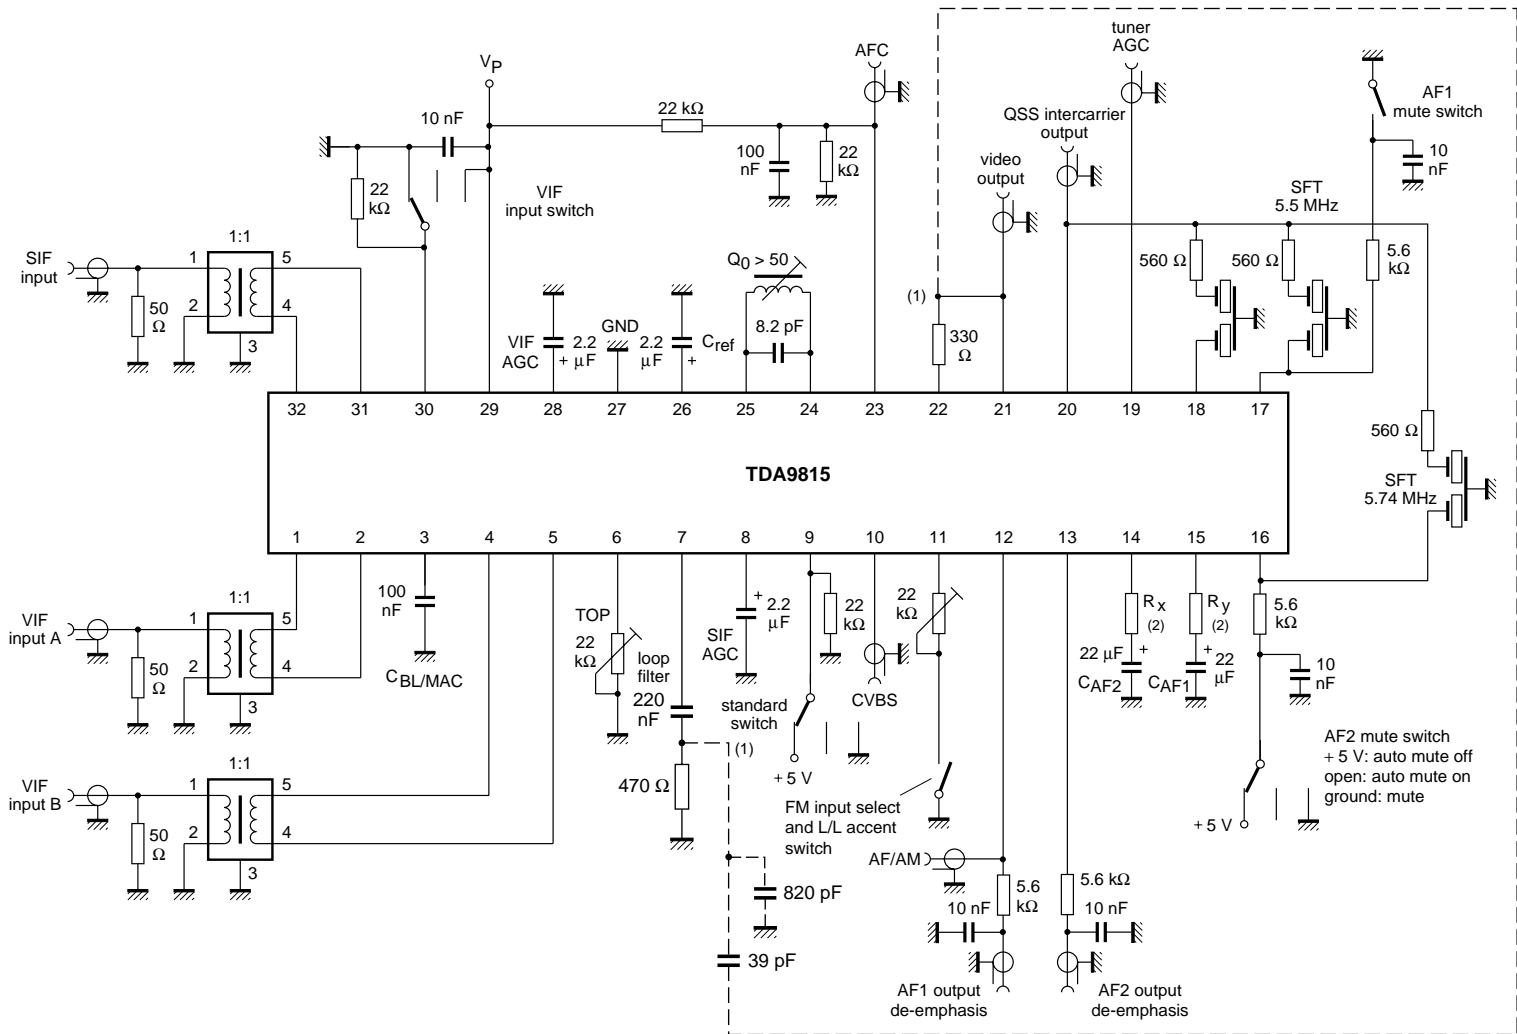 tuner
AGC
AFC
VP
AF1
mute switch
22 kΩ
QSS intercarrier
output
10 nF
10
nF
100
nF
22
kΩ
video
output
22
kΩ
VIF
input switch
SFT
5.5 MHz
1:1
SIF
input
1
5
Q0 > 50
560 Ω
560 Ω
5.6
kΩ
50
Ω
2
4
(1)
3
VIF
AGC
2.2
+ μF
GND
2.2
μF
+
Cref
8.2 pF
330
Ω
32 31 30 29 28 27 26 25 24 23 22 21 20 19 18 17
560 Ω
TDA9815
SFT
5.74 MHz
1 2 3 4 5 6 7 8 9 10 11 12 13 14 15 16
1:1
100
nF
VIF
input A
1
5
TOP
22
kΩ
loop
filter
+
2.2
μF
SIF
AGC
22
kΩ
22
kΩ
Rx
(2)
Ry
(2)
5.6
kΩ
50
Ω
2
4
3
CBL/MAC
22 μF
+
CAF2
+
22
μF
CAF1
10
nF
220
nF
standard
switch
CVBS
(1)
+ 5 V
AF2 mute switch
+ 5 V: auto mute off
open: auto mute on
ground: mute
+ 5 V
1:1
VIF
input B
1
5
470 Ω
FM input select
and L/L accent
switch
50
Ω
2
4
3
AF/AM
820 pF
5.6
kΩ
5.6 kΩ
10 nF
10 nF
39 pF
AF1 output
de-emphasis
AF2 output
de-emphasis